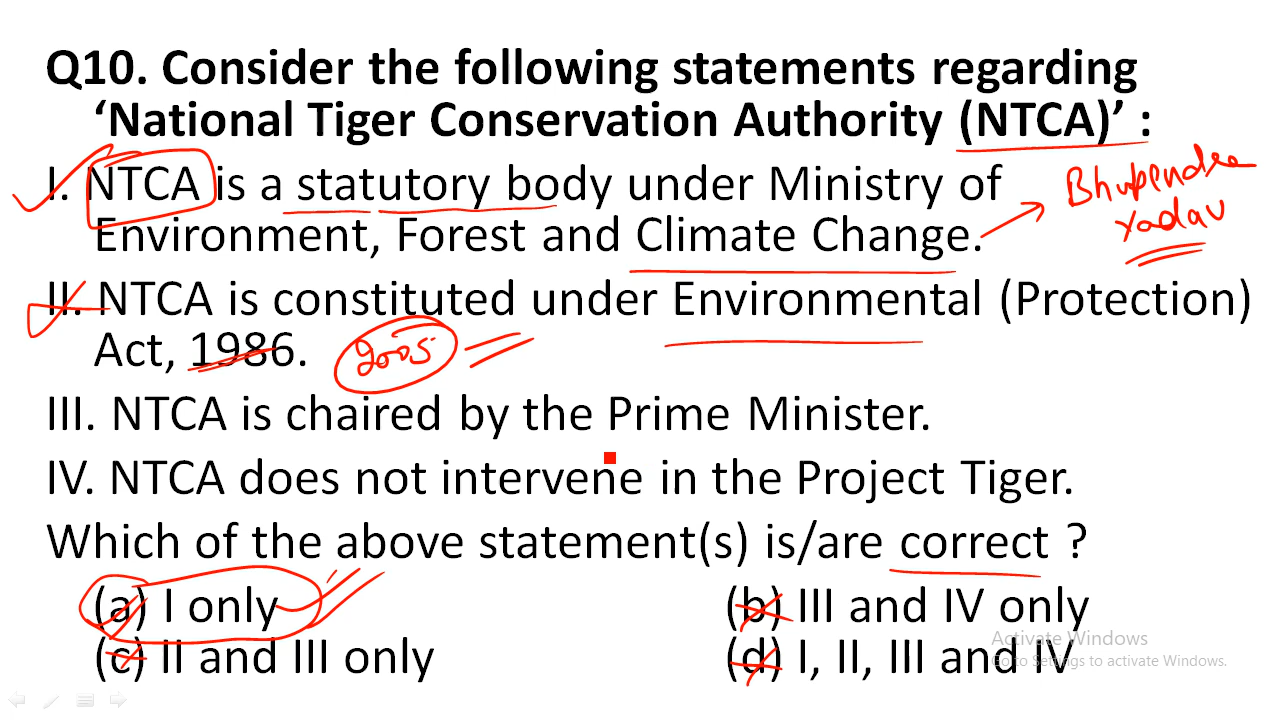 Q10. Consider the following statements regarding
‘National Tiger Conservation Authority (NTCA)’ :
I. NTCA is a statutory body under Ministry of
Environment, Forest and Climate Change.
Bhupendra
Yadav
II. NTCA is constituted under Environmental (Protection)
Act, 1986. 2005
III. NTCA is chaired by the Prime Minister.
IV. NTCA does not intervene in the Project Tiger.
Which of the above statement(s) is/are correct ?
(a) I only (b) III and IV only
(c) II and III only (d) I, II, III and IV
Activate Windows
Go to Settings to activate Windows.